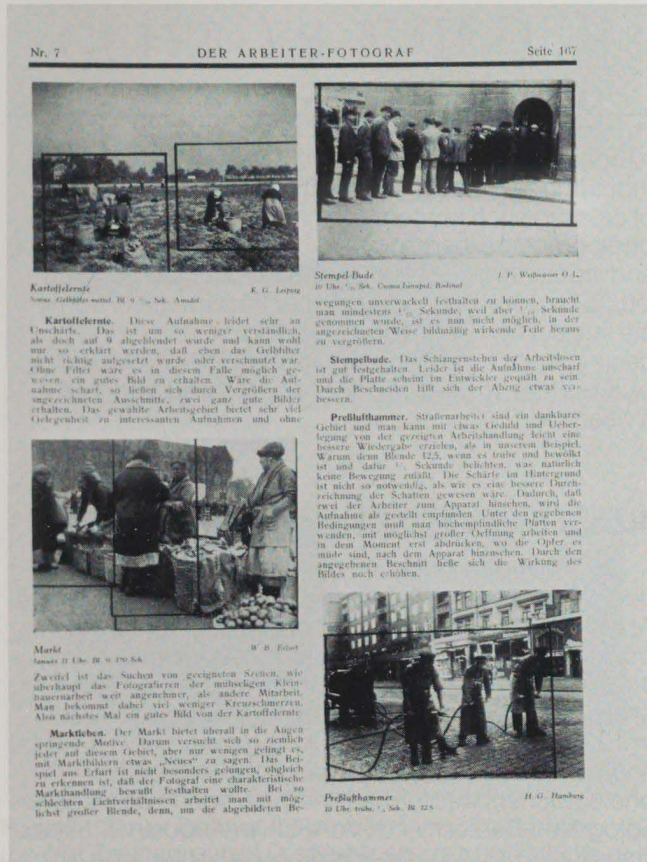 Nr. 7
DER ARBEITER-FOTOGRAF
Seite 167
Kartoffelernte
K. G. Leipzig
Kartoffelernte. Diese Aufnahme leidet sehr an
Unschärfe. Das ist um so weniger verständlich,
als doch auf 9 abgeblendet wurde und kann wohl
nur so erklärt werden, daß eben das Gelbfilter
nicht richtig aufgesetzt wurde oder verschmutzt war.
Ohne Filter wäre es in diesem Falle möglich ge-
wesen, ein gutes Bild zu erhalten. Wäre die Auf-
nahme scharf, so ließen sich durch Vergrößern der
angezeichneten Ausschnitte, zwei ganz gute Bilder
erhalten. Das gewählte Arbeitsgebiet bietet sehr viel
Gelegenheit zu interessanten Aufnahmen und ohne
Markt
W. B. Erfurt
Januar 11 Uhr. Bl. 9. Sek.
Zweifel ist das Suchen von geeigneten Szenen, wie
überhaupt das Fotografieren der mühseligen Klein-
bauernarbeit weit angenehmer, als andere Mitarbeit.
Man bekommt dabei viel weniger Kreuzschmerzen.
Also nächstes Mal ein gutes Bild von der Kartoffelernte.
Marktleben. Der Markt bietet überall in die Augen
springende Motive. Darum versucht sich so ziemlich
jeder auf diesem Gebiet, aber nur wenigen gelingt es,
mit Marktbildern etwas „Neues“ zu sagen. Das Bei-
spiel aus Erfurt ist nicht besonders gelungen, obgleich
zu erkennen ist, daß der Fotograf eine charakteristische
Markthandlung bewußt festhalten wollte. Bei so
schlechten Lichtverhältnissen arbeitet man mit mög-
lichst großer Blende, denn, um die abgebildeten Be-
Stempel-Bude
J. P. O.-L.
10 Uhr. Sek.
wegungen unverwackelt festhalten zu können, braucht
man mindestens Sekunde, weil aber Sekunde
genommen wurde, ist es nun nicht möglich, in der
angezeichneten Weise bildmäßig wirkende Teile heraus
zu vergrößern.
Stempelbude. Das Schlangenstehen der Arbeitslosen
ist gut festgehalten. Leider ist die Aufnahme unscharf
und die Platte scheint im Entwickler gequält zu sein.
Durch Beschneiden läßt sich der Abzug etwas ver-
bessern.
Preßlufthammer. Straßenarbeiter sind ein dankbares
Gebiet und man kann mit etwas Geduld und Ueber-
legung von der gezeigten Arbeitshandlung leicht eine
bessere Wiedergabe erzielen, als in unserem Beispiel.
Warum denn Blende 12,5, wenn es trübe und bewölkt
ist und dafür Sekunde belichten, was natürlich
keine Bewegung zuläßt. Die Schärfe im Hintergrund
ist nicht so notwendig, als wie es eine bessere Durch-
zeichnung der Schatten gewesen wäre. Dadurch, daß
zwei der Arbeiter zum Apparat hinsehen, wird die
Aufnahme als gestellt empfunden. Unter den gegebenen
Bedingungen muß man hochempfindliche Platten ver-
wenden, mit möglichst großer Oeffnung arbeiten und
in dem Moment erst abdrücken, wo die Opfer es
müde sind, nach dem Apparat hinzusehen. Durch den
angegebenen Beschnitt ließe sich die Wirkung des
Bildes noch erhöhen.
Preßlufthammer
H. G. Hamburg
10 Uhr. trübe. Sek. Bl. 12,5